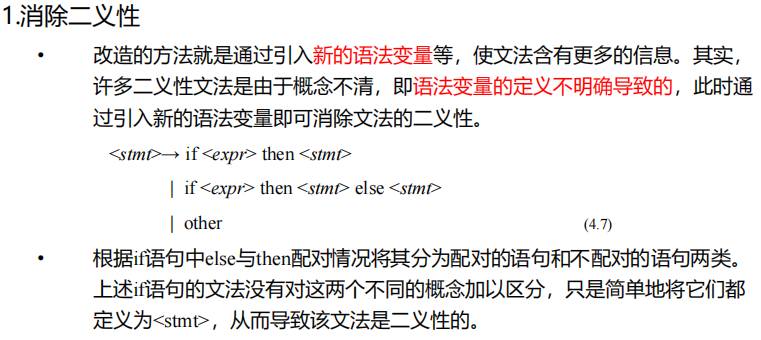 1.消除二义性
• 改造的方法就是通过引入新的语法变量等，使文法含有更多的信息。其实，
许多二义性文法是由于概念不清，即语法变量的定义不明确导致的，此时通
过引入新的语法变量即可消除文法的二义性。
<stmt>→ if <expr> then <stmt>
| if <expr> then <stmt> else <stmt>
| other (4.7)
• 根据if语句中else与then配对情况将其分为配对的语句和不配对的语句两类。
上述if语句的文法没有对这两个不同的概念加以区分，只是简单地将它们都
定义为<stmt>，从而导致该文法是二义性的。